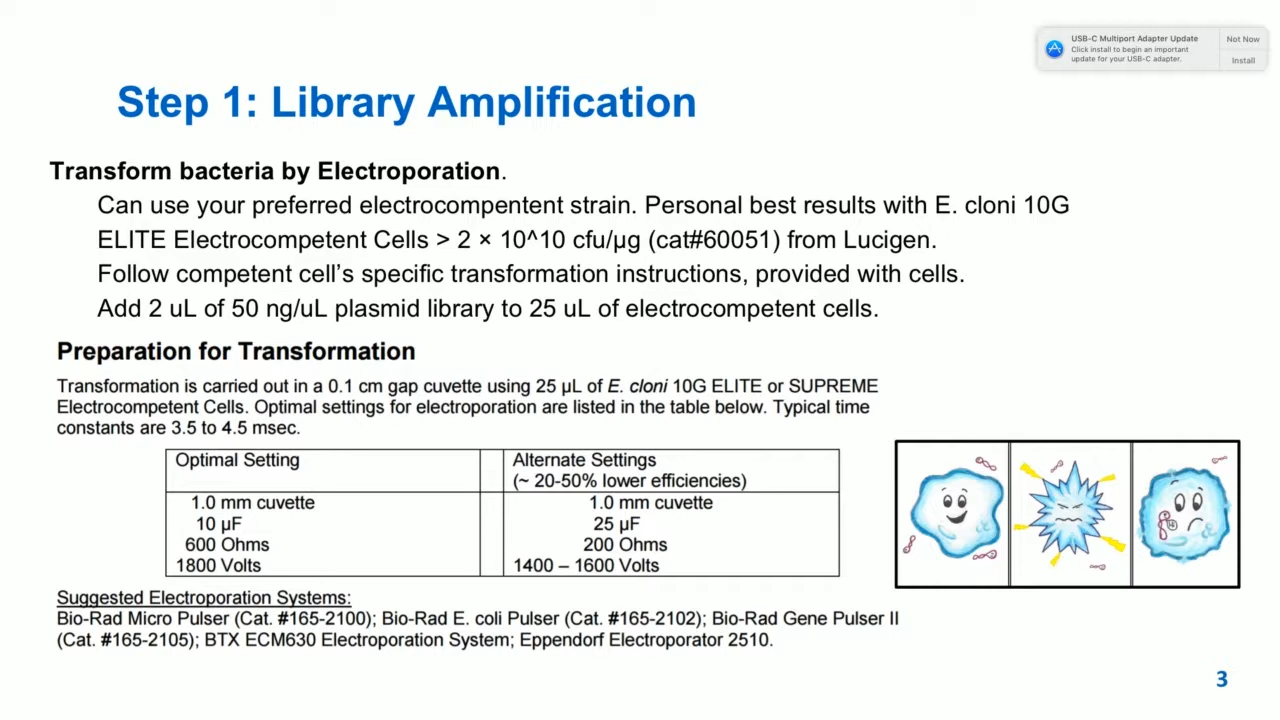 USB-C Multiport Adapter Update
Click install to begin an important
update for your USB-C adapter.
Not Now
Install
Step 1: Library Amplification
Transform bacteria by Electroporation.
Can use your preferred electrocompentent strain. Personal best results with E. cloni 10G
ELITE Electrocompetent Cells > 2 × 10^10 cfu/µg (cat#60051) from Lucigen.
Follow competent cell's specific transformation instructions, provided with cells.
Add 2 uL of 50 ng/uL plasmid library to 25 uL of electrocompetent cells.
Preparation for Transformation
Transformation is carried out in a 0.1 cm gap cuvette using 25 µL of E. cloni 10G ELITE or SUPREME
Electrocompetent Cells. Optimal settings for electroporation are listed in the table below. Typical time
constants are 3.5 to 4.5 msec.
Optimal Setting
Alternate Settings
(~ 20-50% lower efficiencies)
1.0 mm cuvette
1.0 mm cuvette
10 µF
25 µF
600 Ohms
200 Ohms
1800 Volts
1400 – 1600 Volts
Suggested Electroporation Systems:
Bio-Rad Micro Pulser (Cat. #165-2100); Bio-Rad E. coli Pulser (Cat. #165-2102); Bio-Rad Gene Pulser II
(Cat. #165-2105); BTX ECM630 Electroporation System; Eppendorf Electroporator 2510.
3